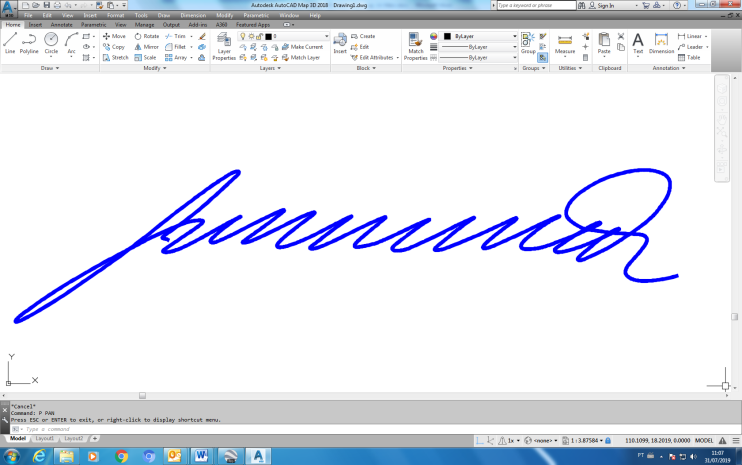 Autodesk AutoCAD Map 3D 2018 Drawing1.dwg
Type a keyword or phrase
Sign In
File Edit View Insert Format Tools Draw Dimension Modify Parametric Window Help
Home Insert Annotate Parametric View Manage Output Add-ins A360 Featured Apps
Line Polyline Circle Arc
Move Rotate Trim
Copy Mirror Fillet
Stretch Scale Array
Layer Properties
0
Make Current
Match Layer
Insert
Create
Edit
Edit Attributes
Match Properties
ByLayer
ByLayer
ByLayer
Group
Measure
Paste
Text Dimension
Linear
Leader
Table
Draw Modify Layers Block Properties Groups Utilities Clipboard Annotation
Y
X
*Cancel*
Command: P PAN
Press ESC or ENTER to exit, or right-click to display shortcut menu.
Type a command
Model Layout1 Layout2 +
1x <none> 1 : 3.87584 110.1099, 18.2019, 0.0000 MODEL
PT 11:07
31/07/2019